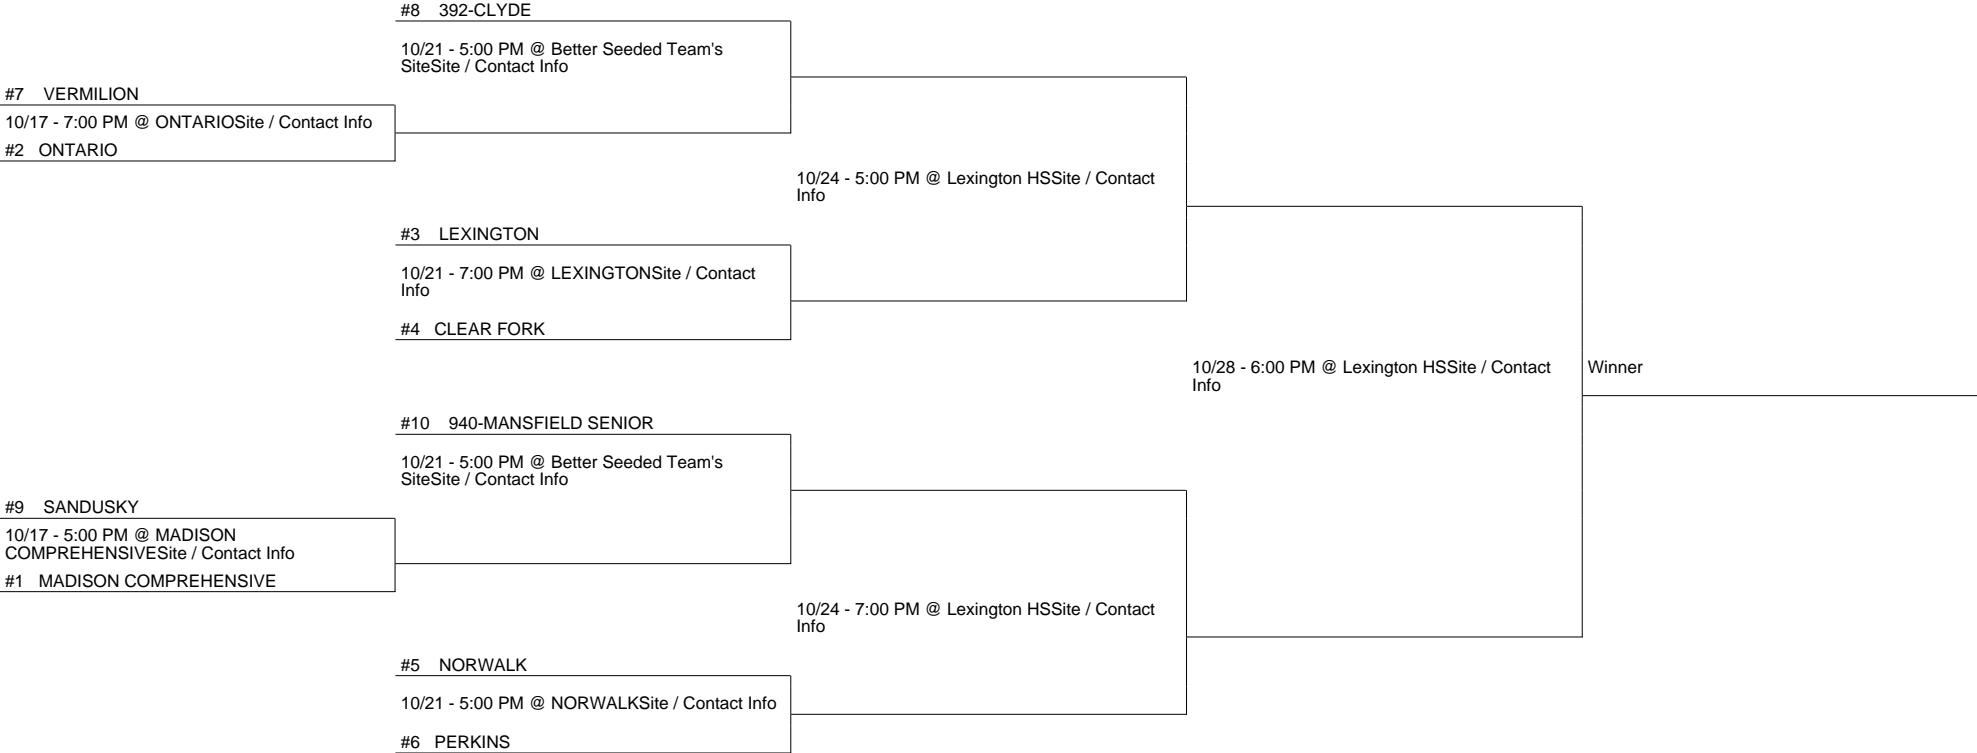 #8 392-CLYDE
10/21 - 5:00 PM @ Better Seeded Team's
SiteSite / Contact Info
#7 VERMILION
10/17 - 7:00 PM @ ONTARIOSite / Contact Info
#2 ONTARIO
10/24 - 5:00 PM @ Lexington HSSite / Contact
Info
#3 LEXINGTON
10/21 - 7:00 PM @ LEXINGTONSite / Contact
Info
#4 CLEAR FORK
10/28 - 6:00 PM @ Lexington HSSite / Contact
Info
Winner
#10 940-MANSFIELD SENIOR
10/21 - 5:00 PM @ Better Seeded Team's
SiteSite / Contact Info
#9 SANDUSKY
10/17 - 5:00 PM @ MADISON
COMPREHENSIVESite / Contact Info
#1 MADISON COMPREHENSIVE
10/24 - 7:00 PM @ Lexington HSSite / Contact
Info
#5 NORWALK
10/21 - 5:00 PM @ NORWALKSite / Contact Info
#6 PERKINS